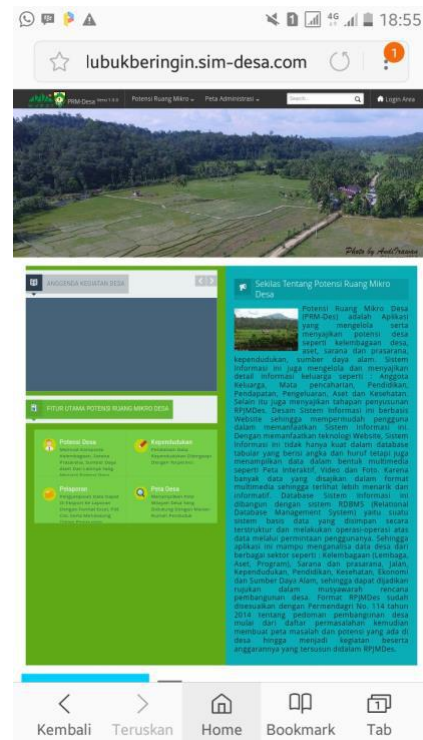 18:55
4G
lubukberingin.sim-desa.com
PRM-Desa Versi 1.0.0 Potensi Ruang Mikro Peta Administrasi Search... Login Area
Photo by AndiIrawan
ANGGENDA KEGIATAN DESA
FITUR UTAMA POTENSI RUANG MIKRO DESA
Potensi Desa
Kependudukan
Pelaporan
Peta Desa
Sekilas Tentang Potensi Ruang Mikro
Desa
Potensi Ruang Mikro Desa
(PRM-Des) adalah Aplikasi
yang mengelola serta
menyajikan potensi desa
seperti kelembagaan desa,
aset, sarana dan prasarana,
kependudukan, sumber daya alam. Sistem
Informasi ini juga mengelola dan menyajikan
detail informasi keluarga seperti : Anggota
Keluarga, Mata pencaharian, Pendidikan,
Pendapatan, Pengeluaran, Aset dan Kesehatan.
Selain itu juga menyajikan tahapan penyusunan
RPJMDes. Desain Sistem Informasi ini berbasis
Website sehingga mempermudah pengguna
dalam memanfaatkan Sistem Informasi ini.
Dengan memanfaatkan teknologi Website, Sistem
Informasi ini tidak hanya kuat dalam database
tabular yang berisi angka dan huruf tetapi juga
menampilkan data dalam bentuk multimedia
seperti Peta Interaktif, Video dan Foto. Karena
banyak data yang disajikan dalam format
multimedia sehingga terlihat lebih menarik dan
informatif. Database Sistem Informasi ini
dibangun dengan sistem RDBMS (Relational
Database Management System) yaitu suatu
sistem basis data yang disimpan secara
terstruktur dan melakukan operasi-operasi atas
data melalui permintaan penggunanya. Sehingga
aplikasi ini mampu menganalisa data desa dari
berbagai sektor seperti : Kelembagaan (Lembaga,
Aset, Program), Sarana dan prasarana, Jalan,
Kependudukan, Pendidikan, Kesehatan, Ekonomi
dan Sumber Daya Alam, sehingga dapat dijadikan
rujukan dalam musyawarah rencana
pembangunan desa. Format RPJMDes sudah
disesuaikan dengan Permendagri No. 114 tahun
2014 tentang pedoman pembangunan desa
mulai dari daftar permasalahan kemudian
membuat peta masalah dan potensi yang ada di
desa hingga menjadi kegiatan beserta
anggarannya yang tersusun didalam RPJMDes.
Kembali Teruskan Home Bookmark Tab